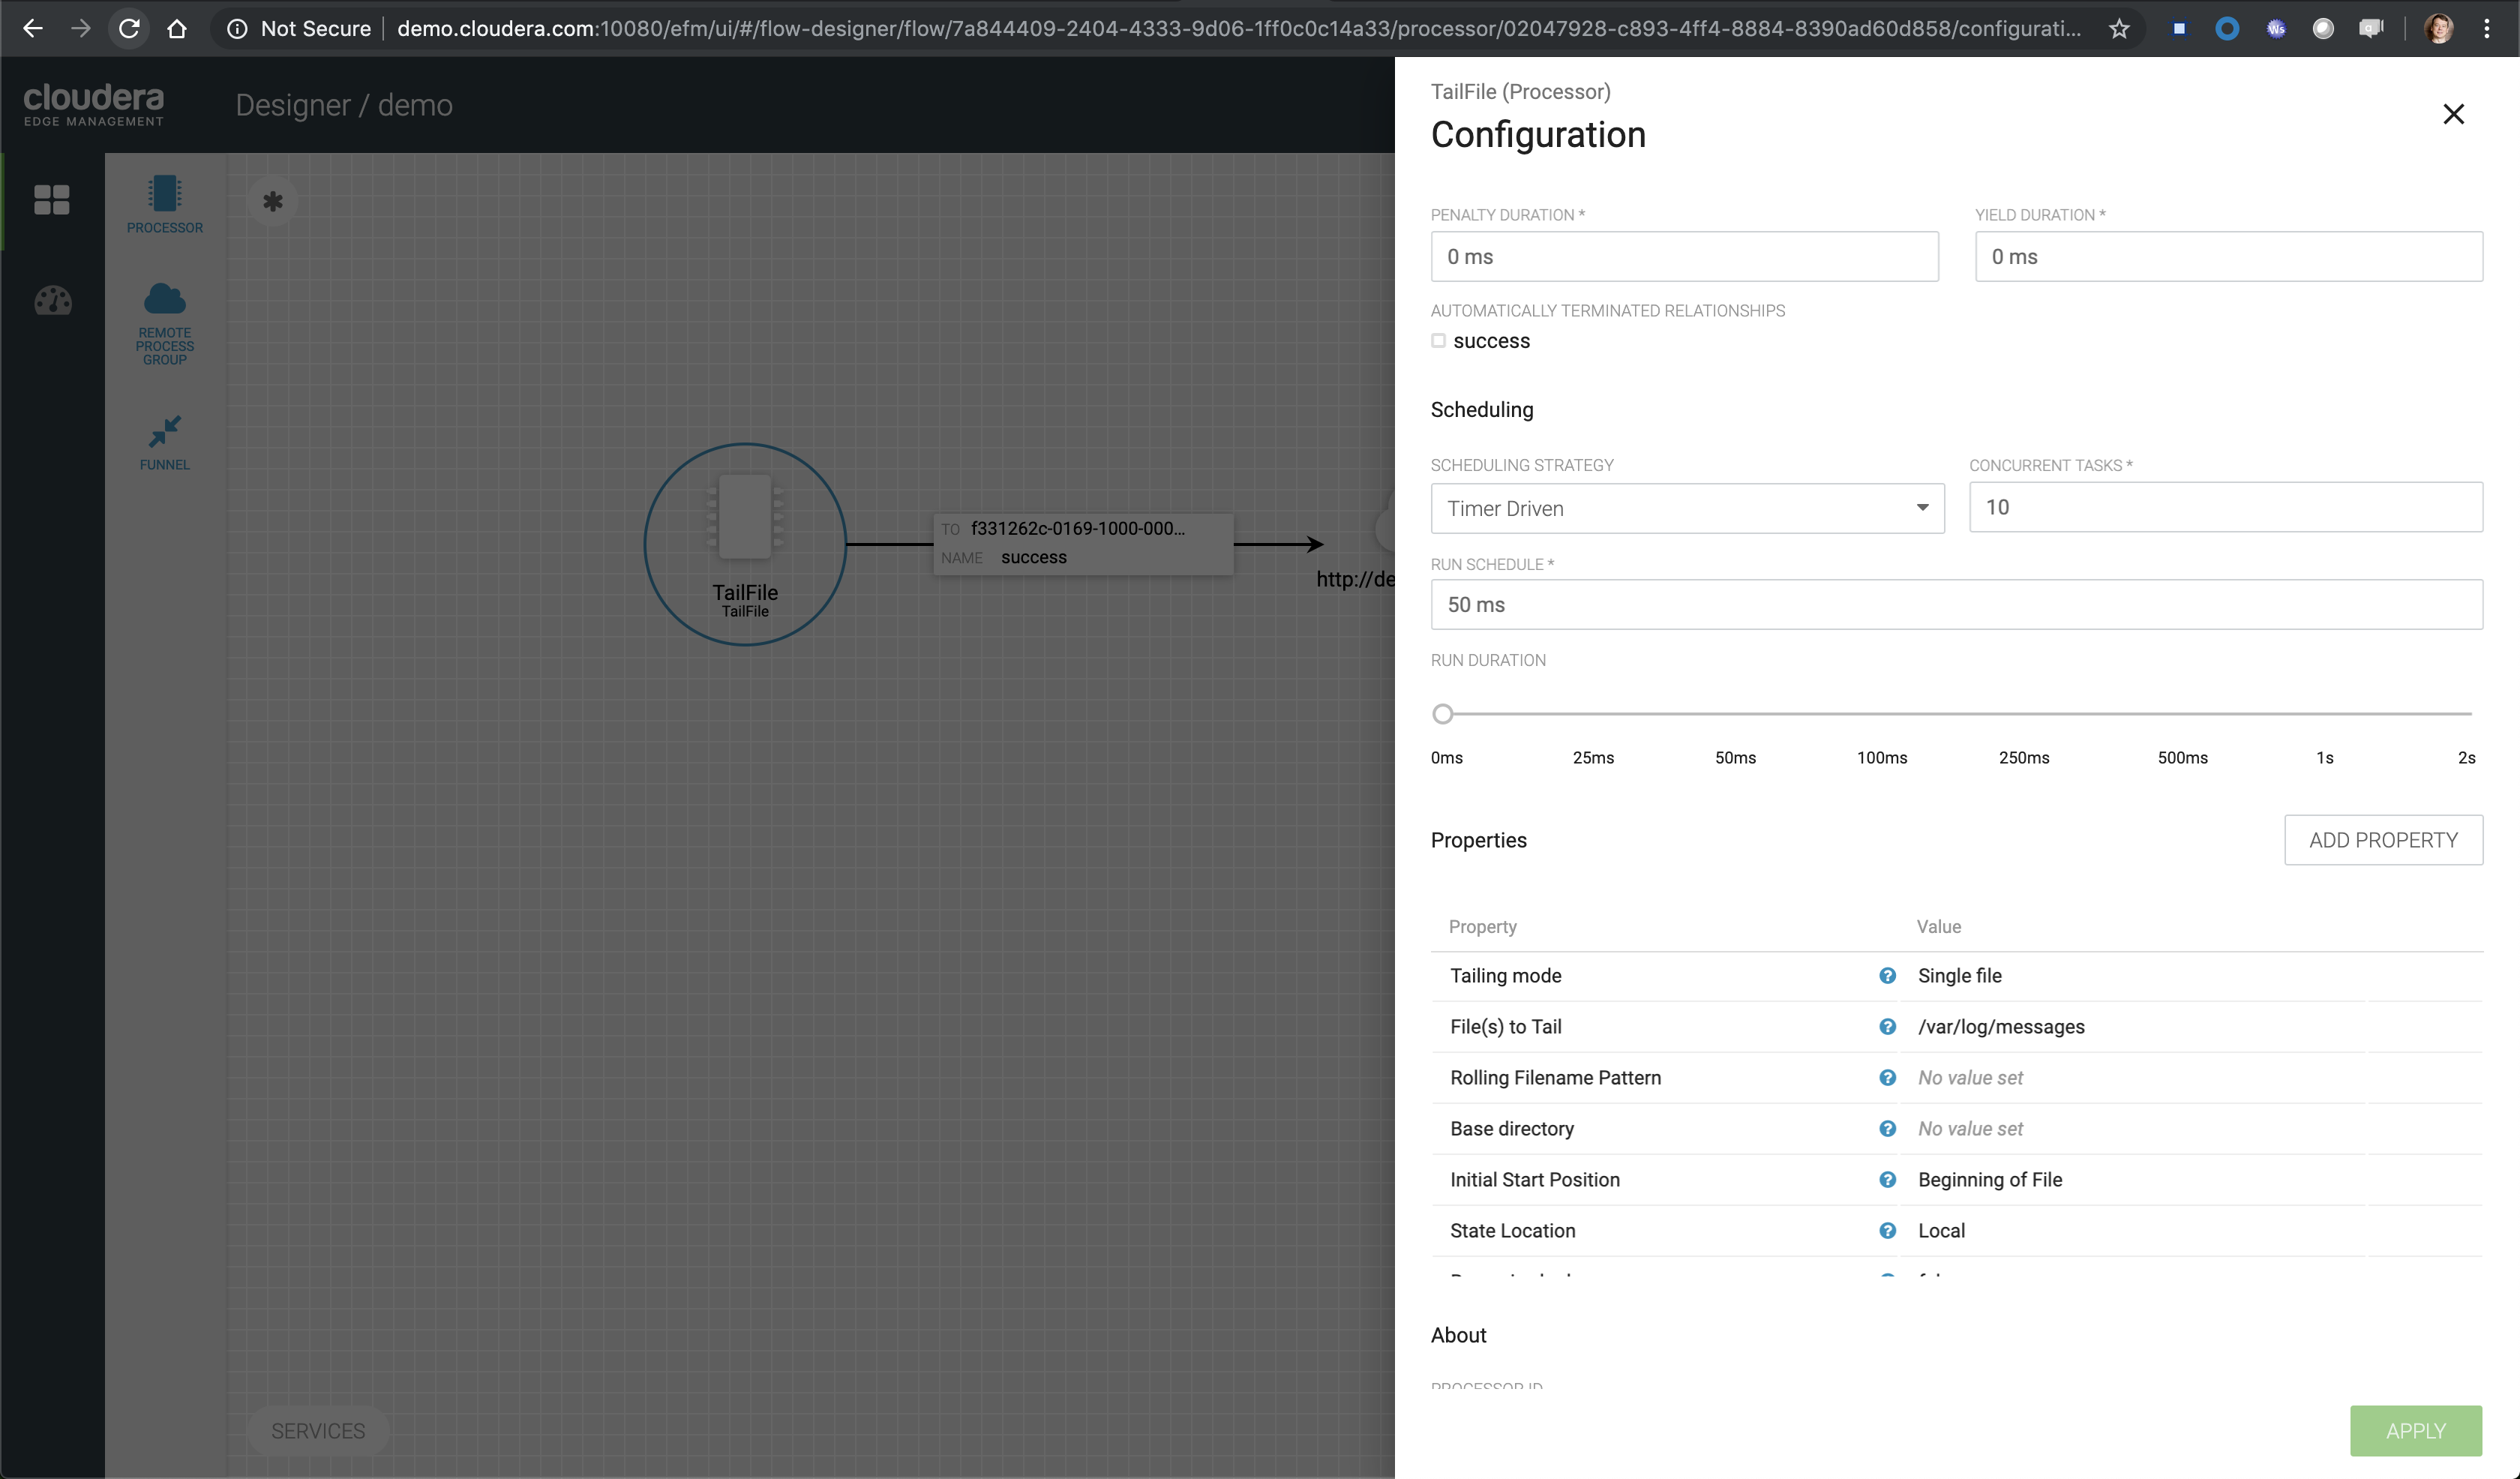 Not Secure
demo.cloudera.com:10080/efm/ui/#/flow-designer/flow/7a844409-2404-4333-9d06-1ff0c0c14a33/processor/02047928-c893-4ff4-8884-8390ad60d858/configurati...
cloudera
EDGE MANAGEMENT
Designer / demo
PROCESSOR
REMOTE
PROCESS
GROUP
FUNNEL
TO f331262c-0169-1000-000...
NAME success
TailFile
TailFile
http://de
SERVICES
TailFile (Processor)
Configuration
PENALTY DURATION *
YIELD DURATION *
0 ms
0 ms
AUTOMATICALLY TERMINATED RELATIONSHIPS
success
Scheduling
SCHEDULING STRATEGY
CONCURRENT TASKS *
Timer Driven
10
RUN SCHEDULE *
50 ms
RUN DURATION
0ms 25ms 50ms 100ms 250ms 500ms 1s 2s
Properties
ADD PROPERTY
Property Value
Tailing mode ? Single file
File(s) to Tail ? /var/log/messages
Rolling Filename Pattern ? No value set
Base directory ? No value set
Initial Start Position ? Beginning of File
State Location ? Local
About
PROCESSOR ID
APPLY